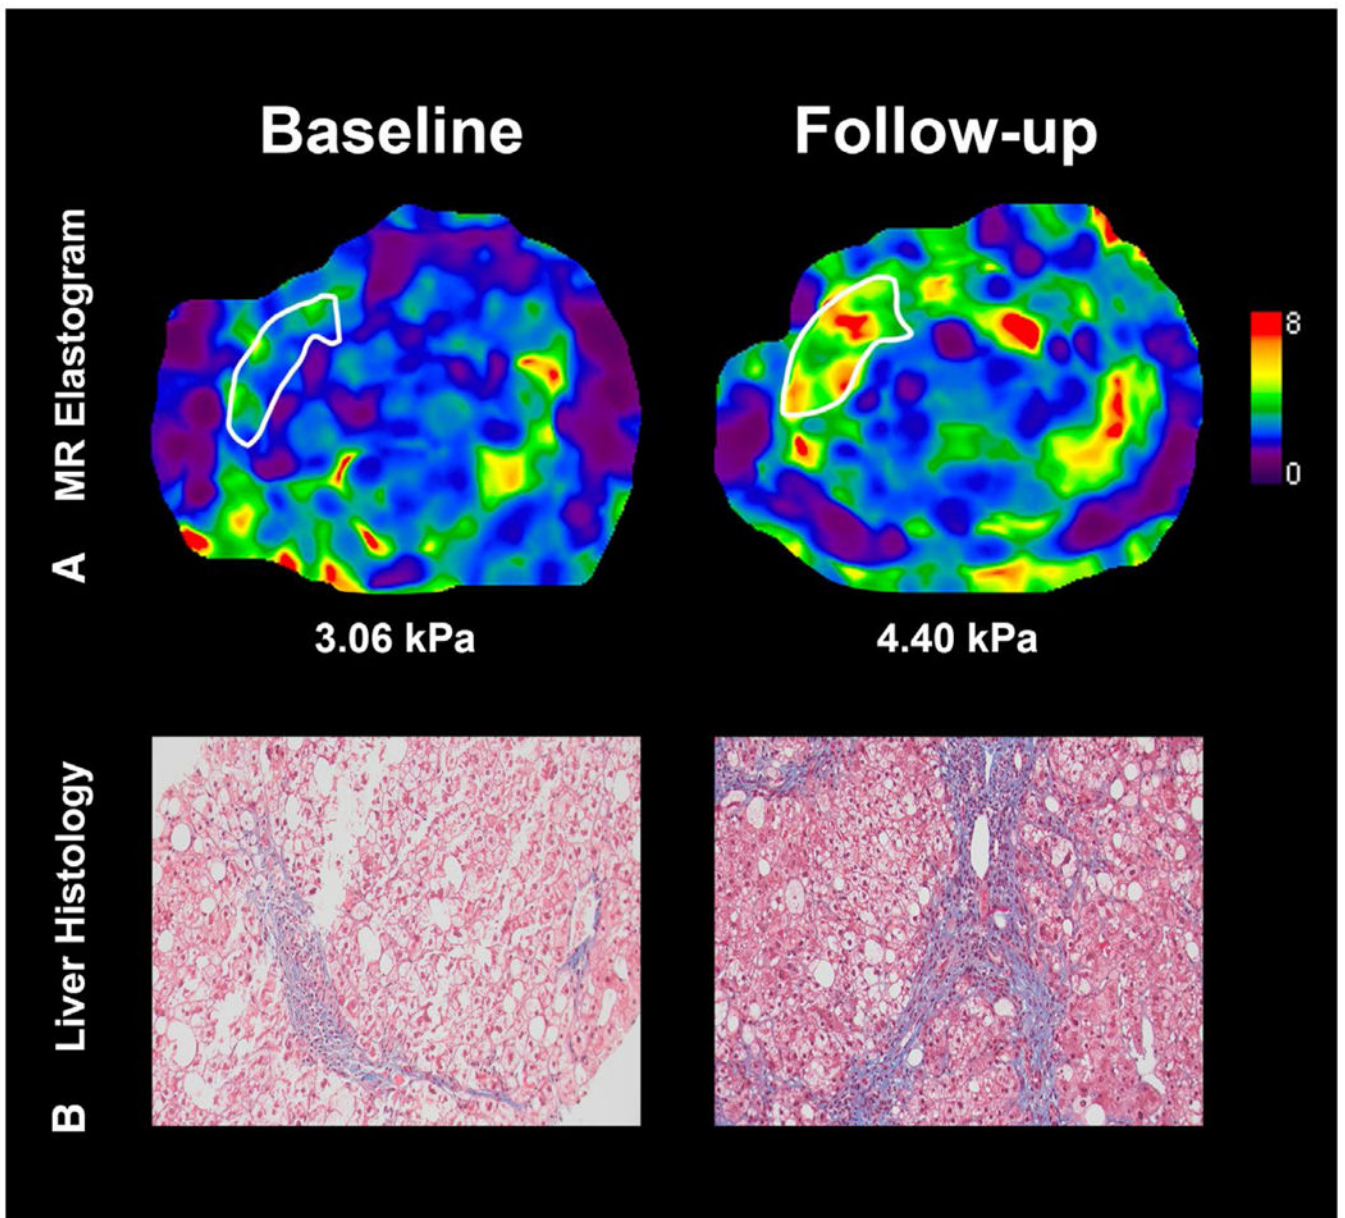 Baseline
Follow-up
A MR Elastogram
8
0
3.06 kPa
4.40 kPa
B Liver Histology